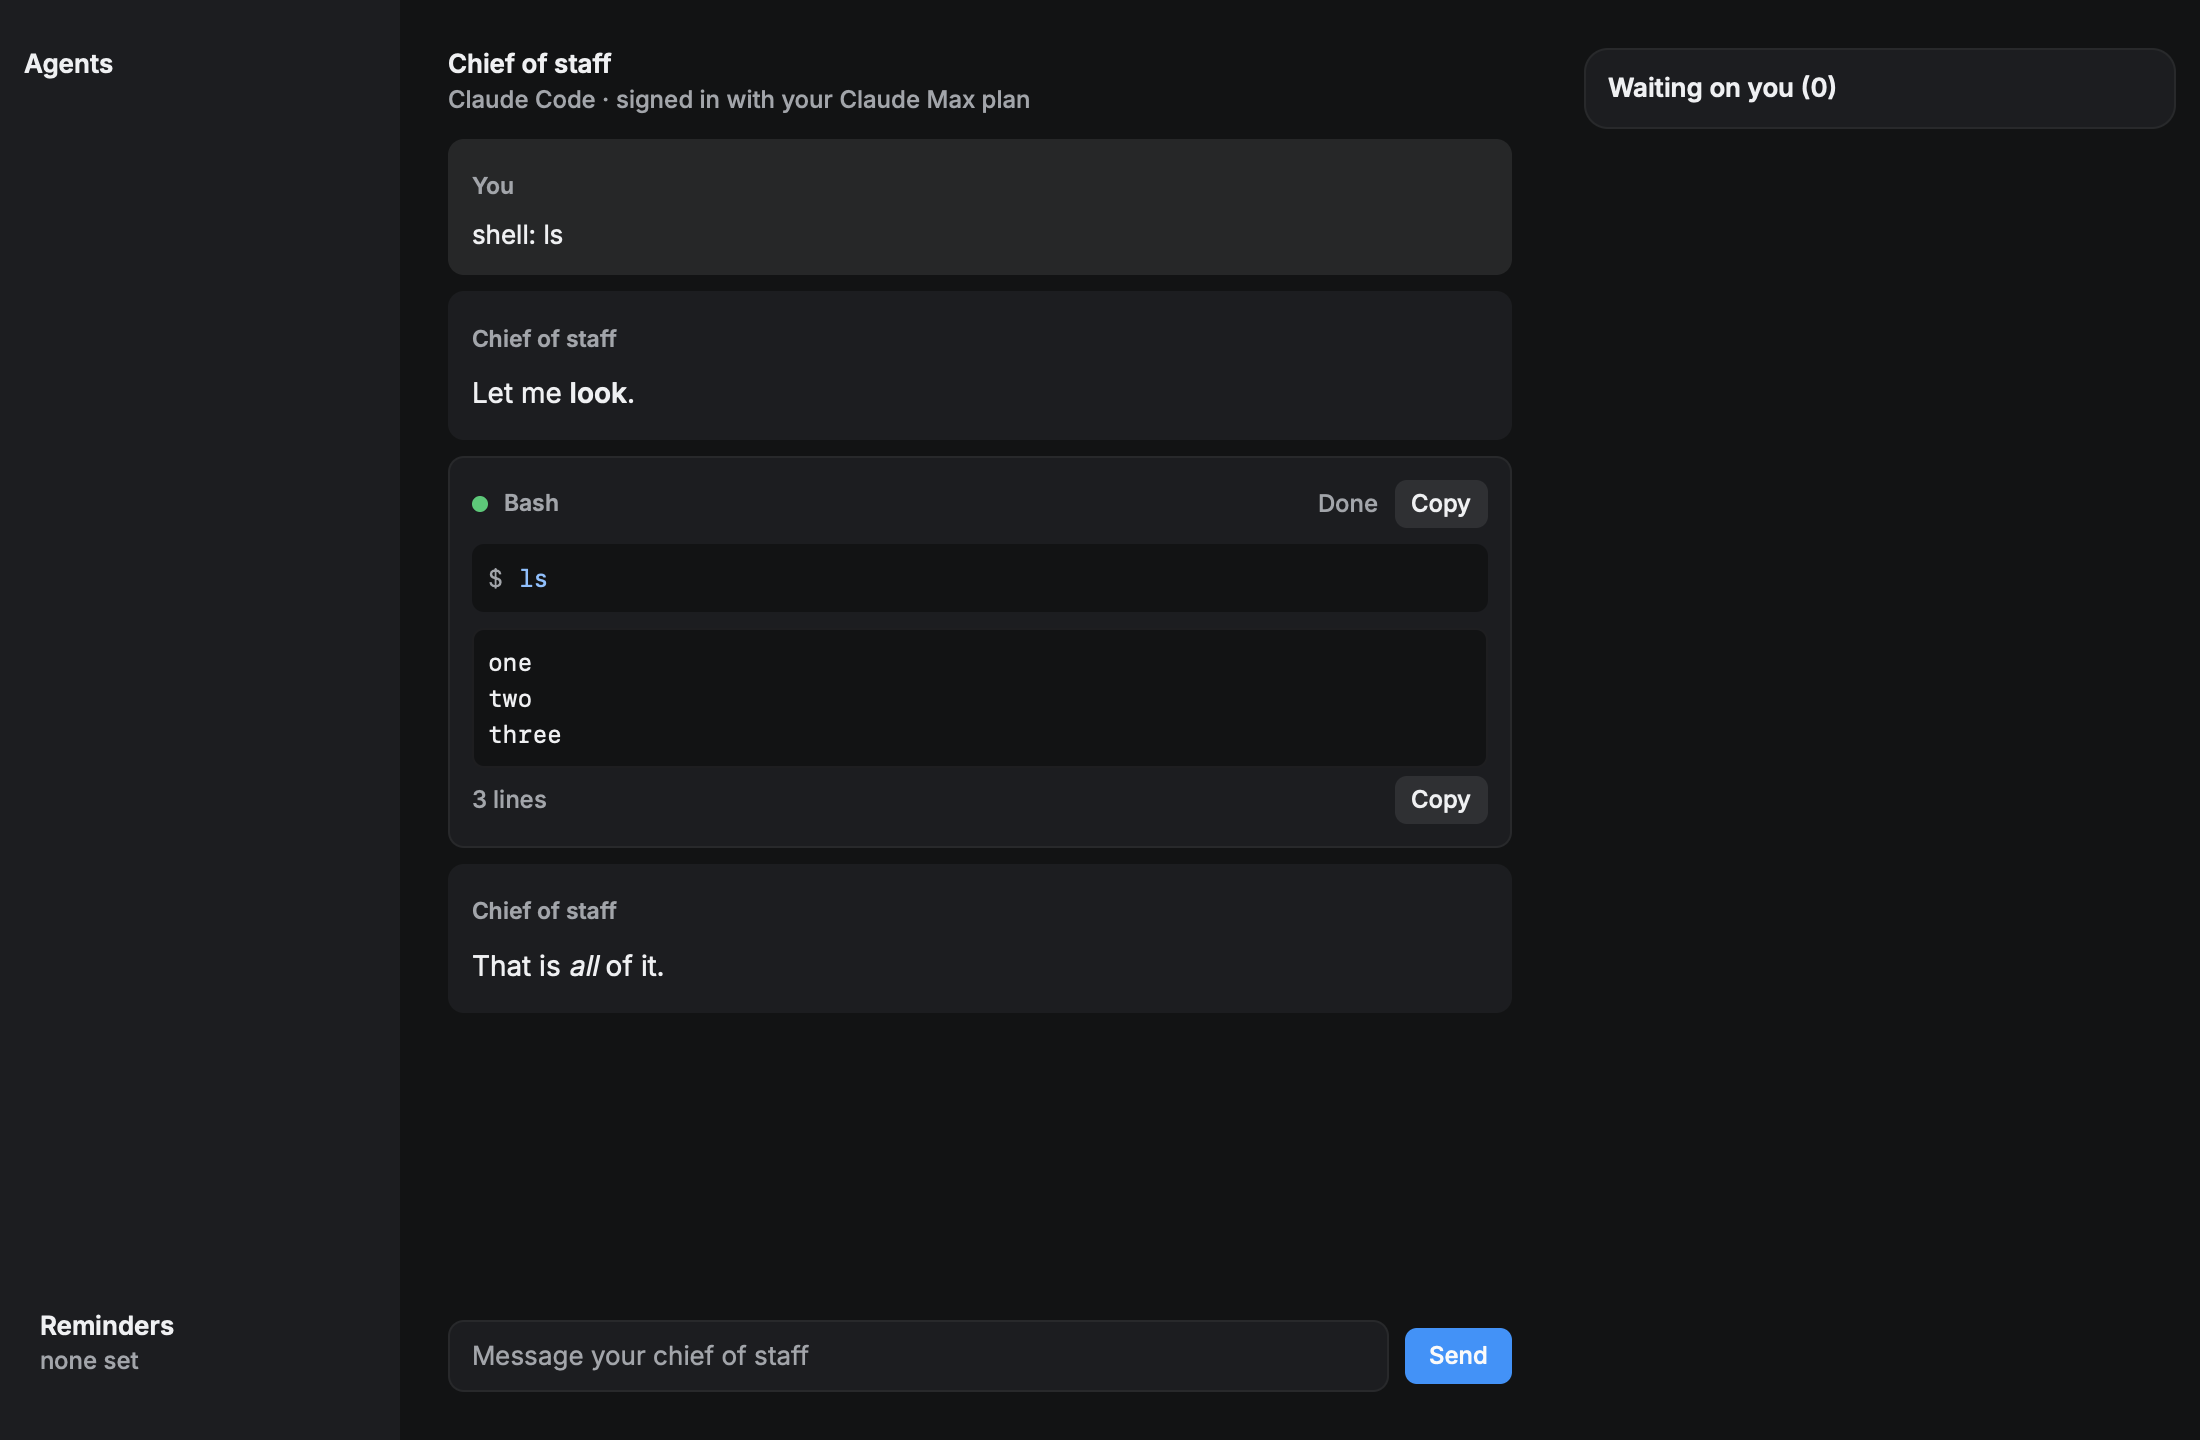 Agents
Reminders
none set
Chief of staff
Claude Code · signed in with your Claude Max plan
You
shell: ls
Chief of staff
Let me look.
Bash
Done
Copy
$ ls
one
two
three
3 lines
Copy
Chief of staff
That is all of it.
Message your chief of staff
Send
Waiting on you (0)